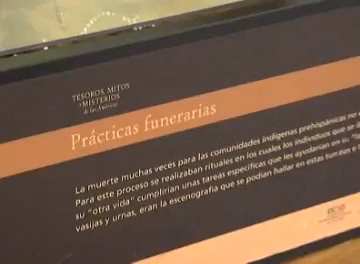 TESOROS, MITOS
Y MISTERIOS
de las Américas
Prácticas funerarias
La muerte muchas veces para las comunidades indígenas prehispánicas no
Para este proceso se realizaban rituales en los cuales los individuos que se
su "otra vida" cumplirían unas tareas específicas que les ayudarían en su
vasijas y urnas, eran la escenografía que se podían hallar en estas tumbas